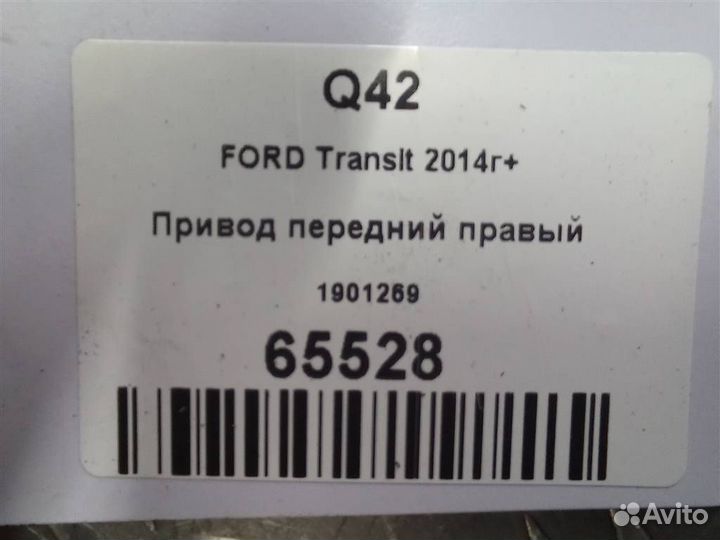 Q42
FORD Transit 2014г+
Привод передний правый
1901269
65528
Avito